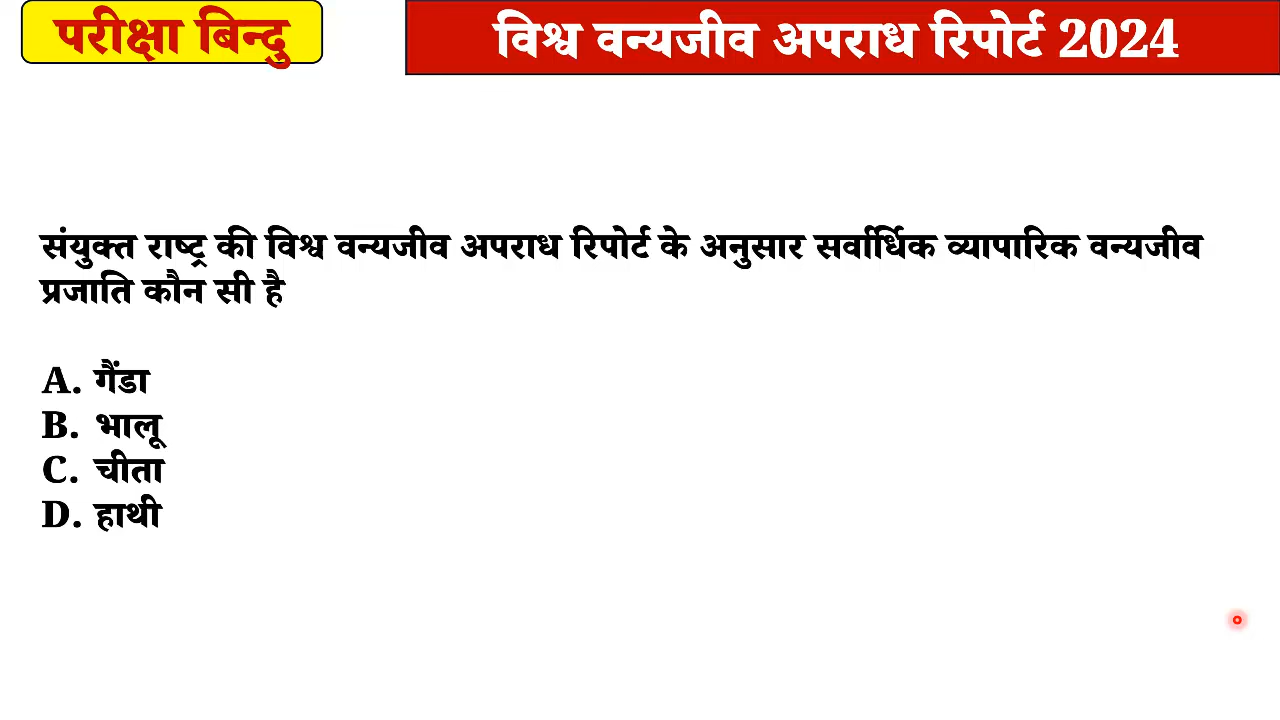 परीक्षा बिन्दु
विश्व वन्यजीव अपराध रिपोर्ट 2024
संयुक्त राष्ट्र की विश्व वन्यजीव अपराध रिपोर्ट के अनुसार सर्वार्धिक व्यापारिक वन्यजीव
प्रजाति कौन सी है
A. गैंडा
B. भालू
C. चीता
D. हाथी